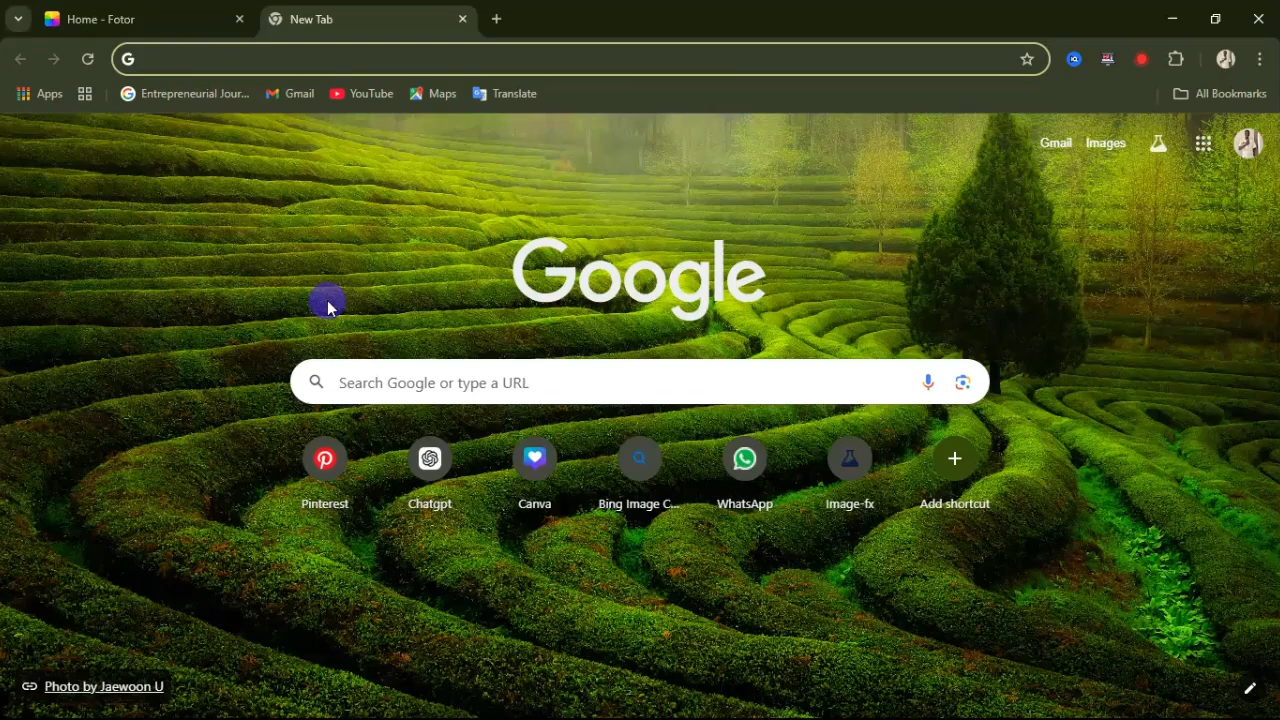 Home - Fotor
New Tab
Apps
Entrepreneurial Jour...
Gmail
YouTube
Maps
Translate
All Bookmarks
Gmail Images
Google
Search Google or type a URL
Pinterest
Chatgpt
Canva
Bing Image C...
WhatsApp
Image-fx
Add shortcut
Photo by Jaewoon U